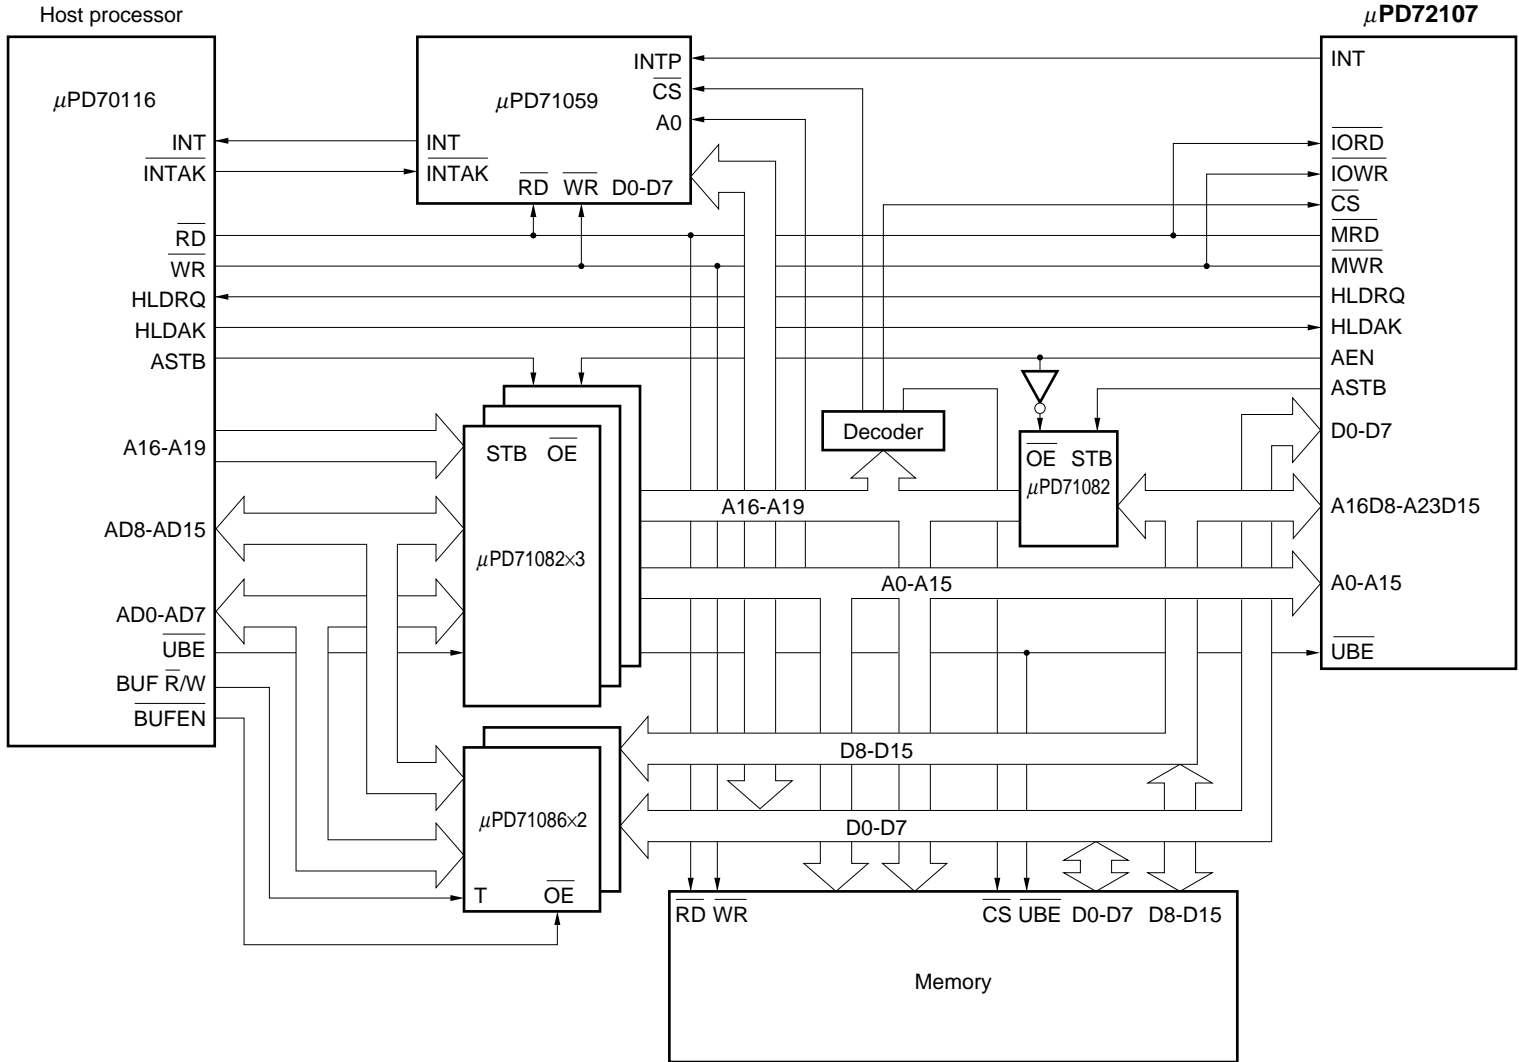 Host processor
μPD72107
μPD70116
INT
INTAK
RD
WR
HLDRQ
HLDAK
ASTB
A16-A19
AD8-AD15
AD0-AD7
UBE
BUF R/W
BUFEN
μPD71059
INTP
CS
A0
INT
INTAK
RD WR D0-D7
INT
IORD
IOWR
CS
MRD
MWR
HLDRQ
HLDAK
AEN
ASTB
D0-D7
A16D8-A23D15
A0-A15
UBE
STB OE
μPD71082×3
Decoder
OE STB
μPD71082
A16-A19
A0-A15
D8-D15
D0-D7
μPD71086×2
T OE
RD WR CS UBE D0-D7 D8-D15
Memory